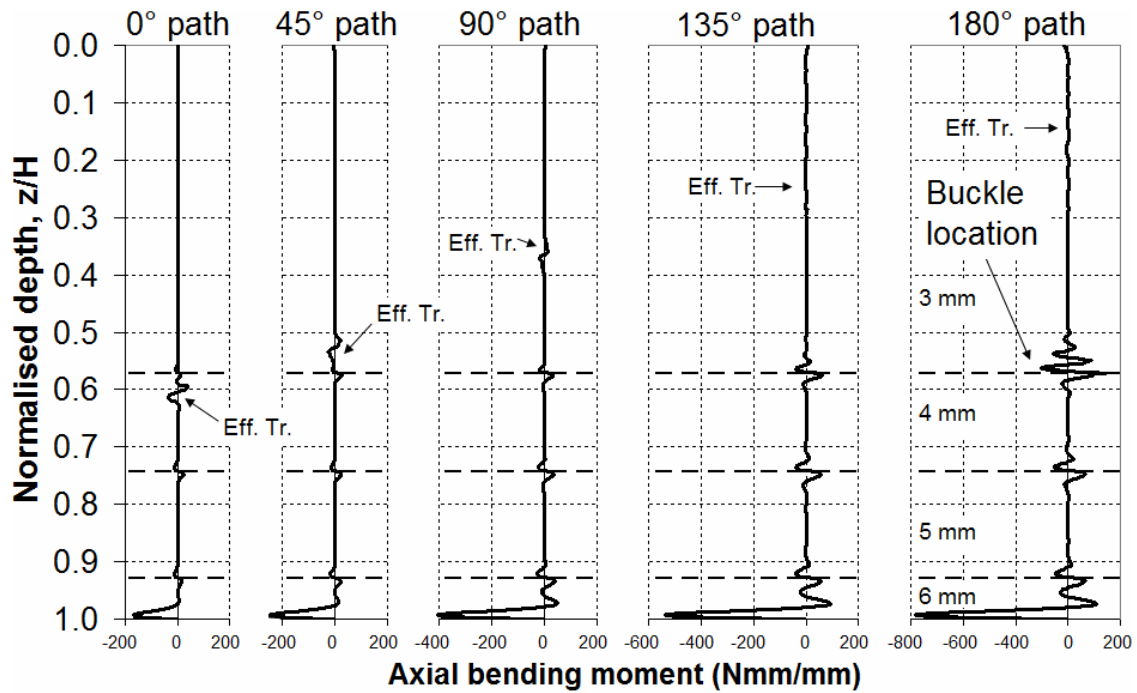 0° path 45° path 90° path 135° path 180° path
Normalised depth, z/H
0.0
0.1
0.2
0.3
0.4
0.5
0.6
0.7
0.8
0.9
1.0
Eff. Tr.
Eff. Tr.
Eff. Tr.
Eff. Tr.
Eff. Tr.
Buckle
location
3 mm
4 mm
5 mm
6 mm
-200 0 200 -200 0 200 -400 -200 0 200 -600 -400 -200 0 200 -800 -600 -400 -200 0 200
Axial bending moment (Nmm/mm)